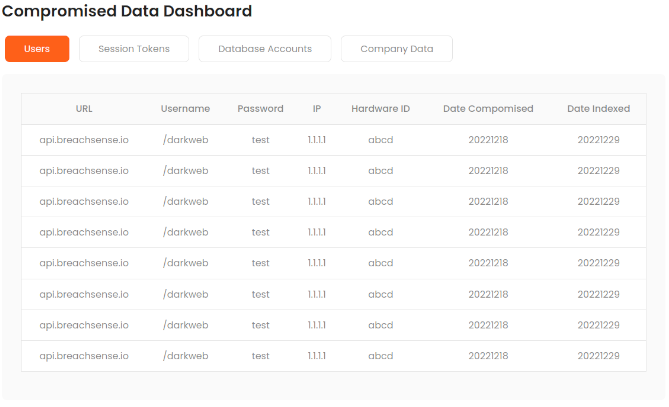 Compromised Data Dashboard
Users Session Tokens Database Accounts Company Data
URL Username Password IP Hardware ID Date Compomised Date Indexed
api.breachsense.io /darkweb test 1.1.1.1 abcd 20221218 20221229
api.breachsense.io /darkweb test 1.1.1.1 abcd 20221218 20221229
api.breachsense.io /darkweb test 1.1.1.1 abcd 20221218 20221229
api.breachsense.io /darkweb test 1.1.1.1 abcd 20221218 20221229
api.breachsense.io /darkweb test 1.1.1.1 abcd 20221218 20221229
api.breachsense.io /darkweb test 1.1.1.1 abcd 20221218 20221229
api.breachsense.io /darkweb test 1.1.1.1 abcd 20221218 20221229
api.breachsense.io /darkweb test 1.1.1.1 abcd 20221218 20221229